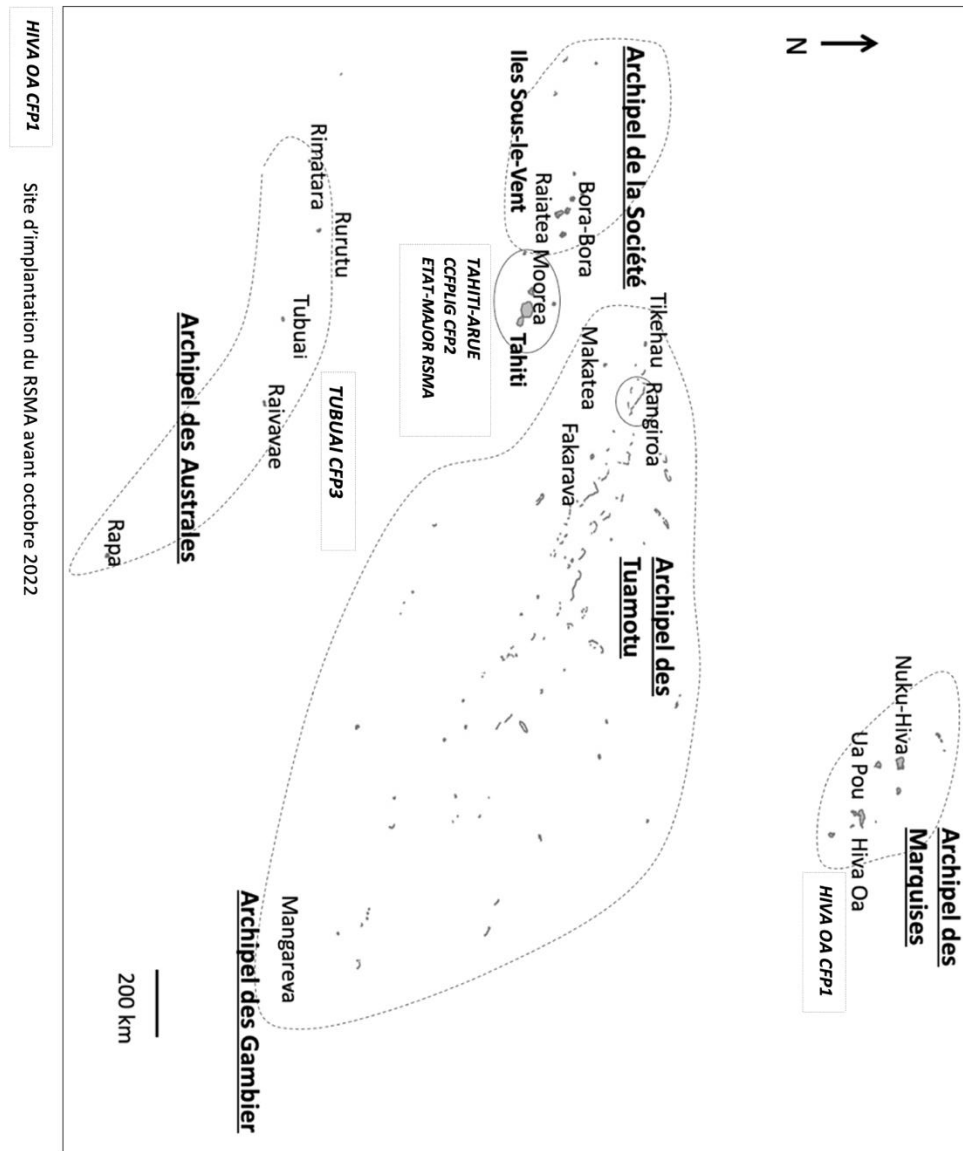 Archipel des
Marquises
Nuku-Hiva
Ua Pou
Hiva Oa
HIVA OA CFP1
N
Archipel de la Société
Bora-Bora
Raiatea
Moorea
Iles Sous-le-Vent
Tahiti
TAHITI-ARUE
CCFPLIG CFP2
ETAT-MAJOR RSMA
Tikehau
Rangiroa
Makatea
Fakarava
Archipel des
Tuamotu
Rimatara
Rurutu
Tubuai
Raivavae
TUBUAI CFP3
Archipel des Australes
Rapa
Mangareva
Archipel des Gambier
200 km
HIVA OA CFP1
Site d’implantation du RSMA avant octobre 2022